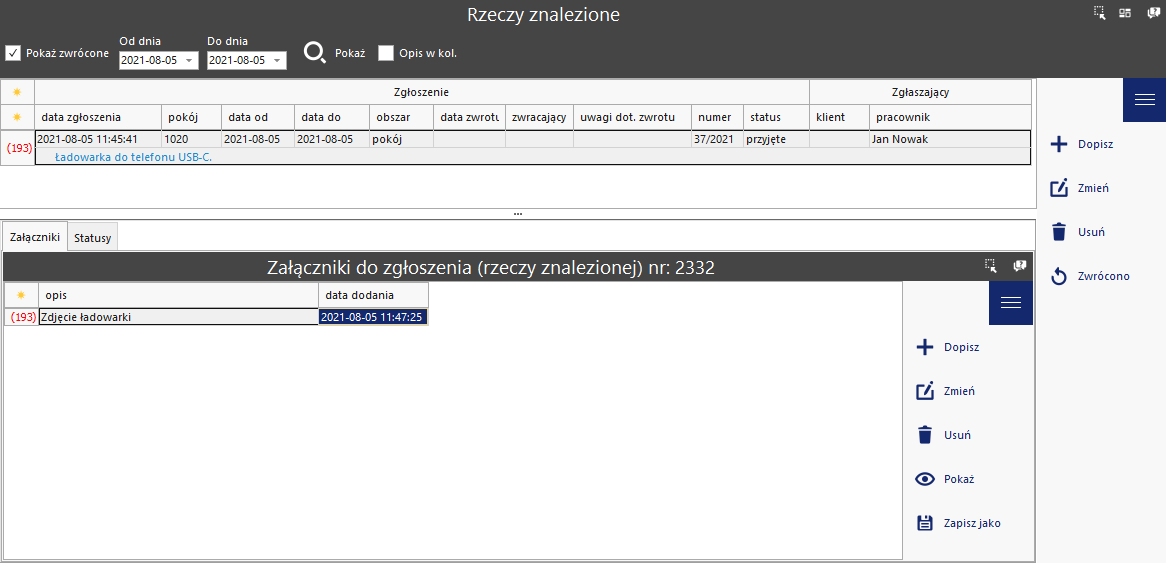 Rzeczy znalezione
Od dnia Do dnia
Pokaż zwrócone 2021-08-05 2021-08-05 Pokaż Opis w kol.
Zgłoszenie Zgłaszający
data zgłoszenia pokój data od data do obszar data zwrotu zwracający uwagi dot. zwrotu numer status klient pracownik
(193) 2021-08-05 11:45:41 1020 2021-08-05 2021-08-05 pokój 37/2021 przyjęte Jan Nowak
Ładowarka do telefonu USB-C.
Dopisz
Zmień
Usuń
Zwrócono
Załączniki Statusy
Załączniki do zgłoszenia (rzeczy znalezionej) nr: 2332
opis data dodania
(193) Zdjęcie ładowarki 2021-08-05 11:47:25
Dopisz
Zmień
Usuń
Pokaż
Zapisz jako